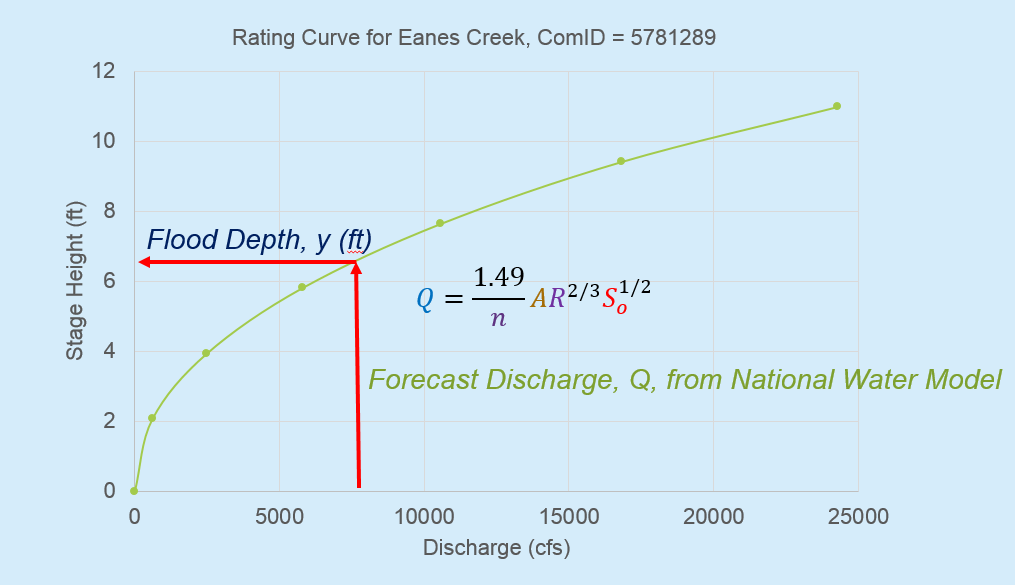 Rating Curve for Eanes Creek, ComID = 5781289
12
10
8
6
4
2
0
Stage Height (ft)
Flood Depth, y (ft)
Q = 1.49/n AR^2/3 S_o^1/2
Forecast Discharge, Q, from National Water Model
0 5000 10000 15000 20000 25000
Discharge (cfs)